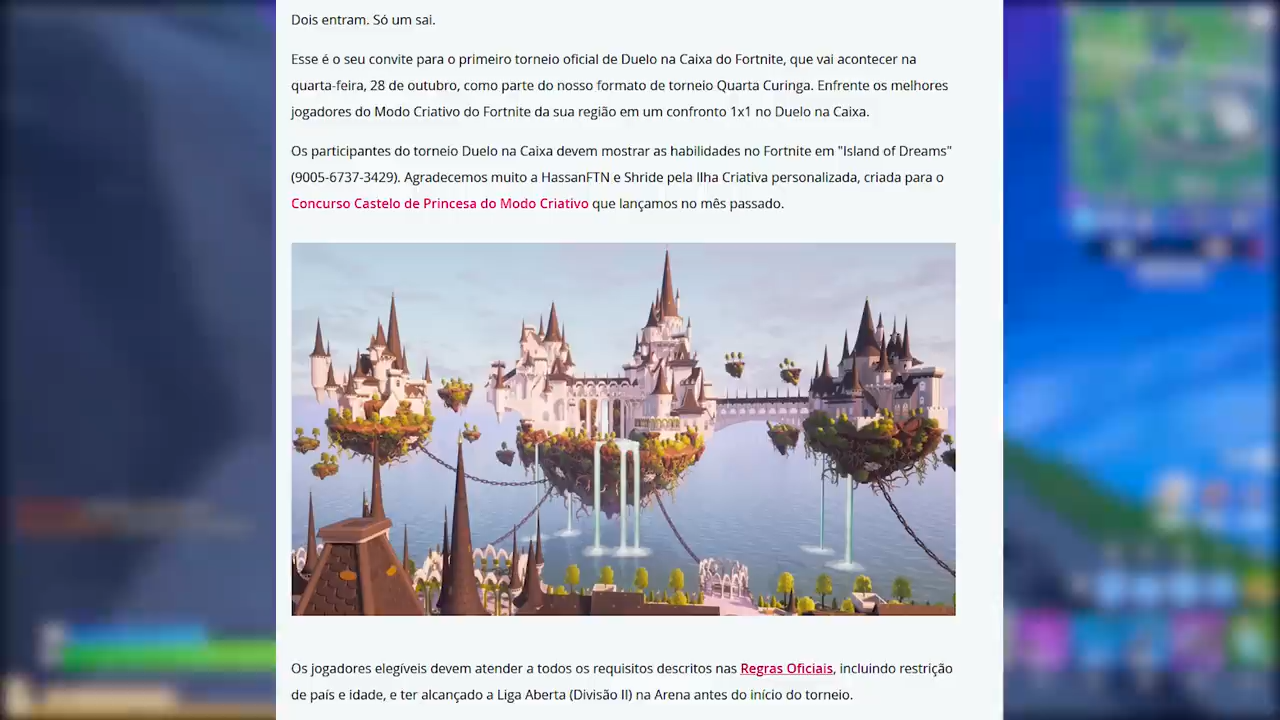 Dois entram. Só um sai.
Esse é o seu convite para o primeiro torneio oficial de Duelo na Caixa do Fortnite, que vai acontecer na
quarta-feira, 28 de outubro, como parte do nosso formato de torneio Quarta Curinga. Enfrente os melhores
jogadores do Modo Criativo do Fortnite da sua região em um confronto 1x1 no Duelo na Caixa.
Os participantes do torneio Duelo na Caixa devem mostrar as habilidades no Fortnite em "Island of Dreams"
(9005-6737-3429). Agradecemos muito a HassanFTN e Shride pela Ilha Criativa personalizada, criada para o
Concurso Castelo de Princesa do Modo Criativo que lançamos no mês passado.
Os jogadores elegíveis devem atender a todos os requisitos descritos nas Regras Oficiais, incluindo restrição
de país e idade, e ter alcançado a Liga Aberta (Divisão II) na Arena antes do início do torneio.